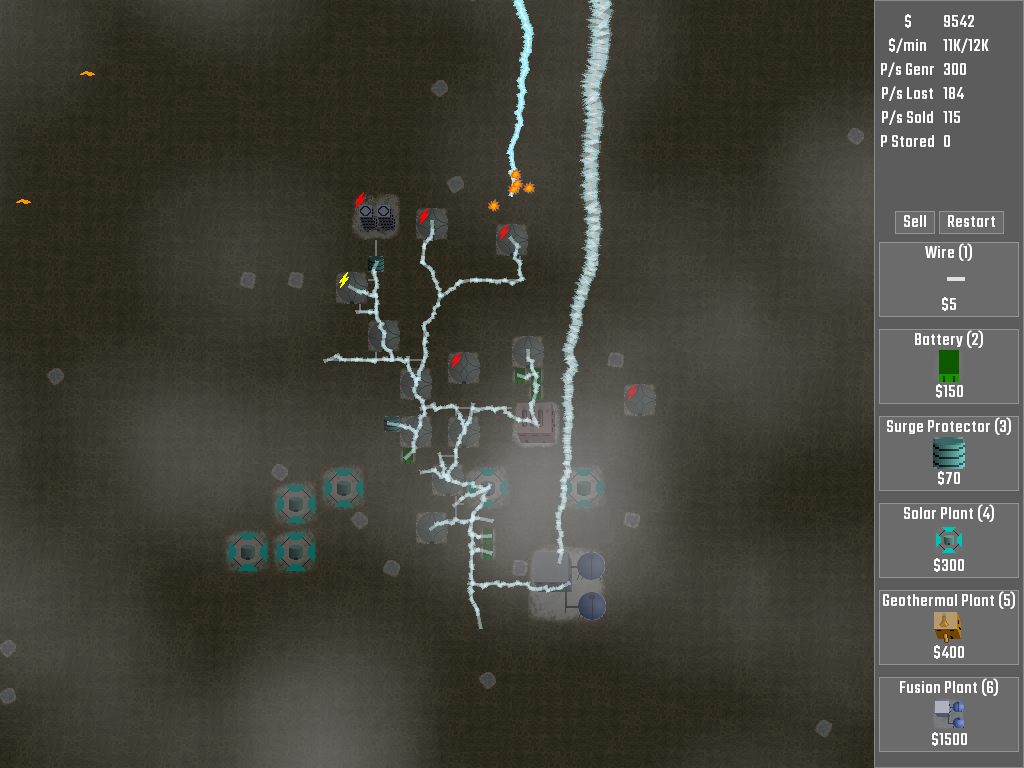 $ 9542
$/min 11K/12K
P/s Genr 300
P/s Lost 184
P/s Sold 115
P Stored 0
Sell Restart
Wire (1)
$5
Battery (2)
$150
Surge Protector (3)
$70
Solar Plant (4)
$300
Geothermal Plant (5)
$400
Fusion Plant (6)
$1500